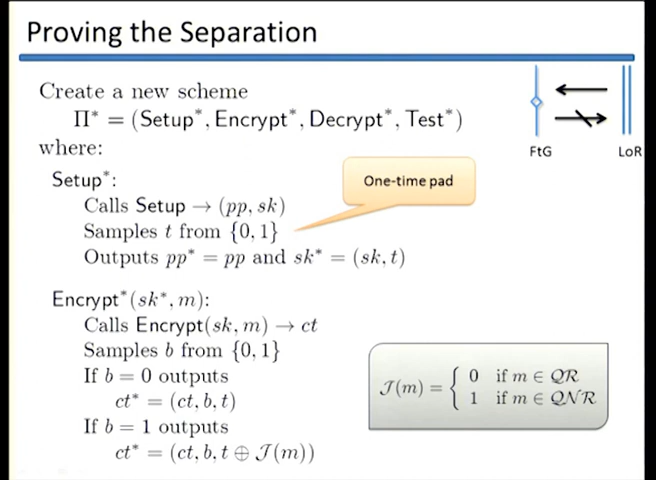 Proving the Separation
Create a new scheme
Π* = (Setup*, Encrypt*, Decrypt*, Test*)
where:
FtG
LoR
Setup*:
One-time pad
Calls Setup → (pp, sk)
Samples t from {0, 1}
Outputs pp* = pp and sk* = (sk, t)
Encrypt*(sk*, m):
Calls Encrypt(sk, m) → ct
Samples b from {0, 1}
If b = 0 outputs
ct* = (ct, b, t)
If b = 1 outputs
ct* = (ct, b, t ⊕ 𝒥(m))
𝒥(m) = { 0 if m ∈ 𝒬ℛ
1 if m ∈ 𝒬𝒩ℛ